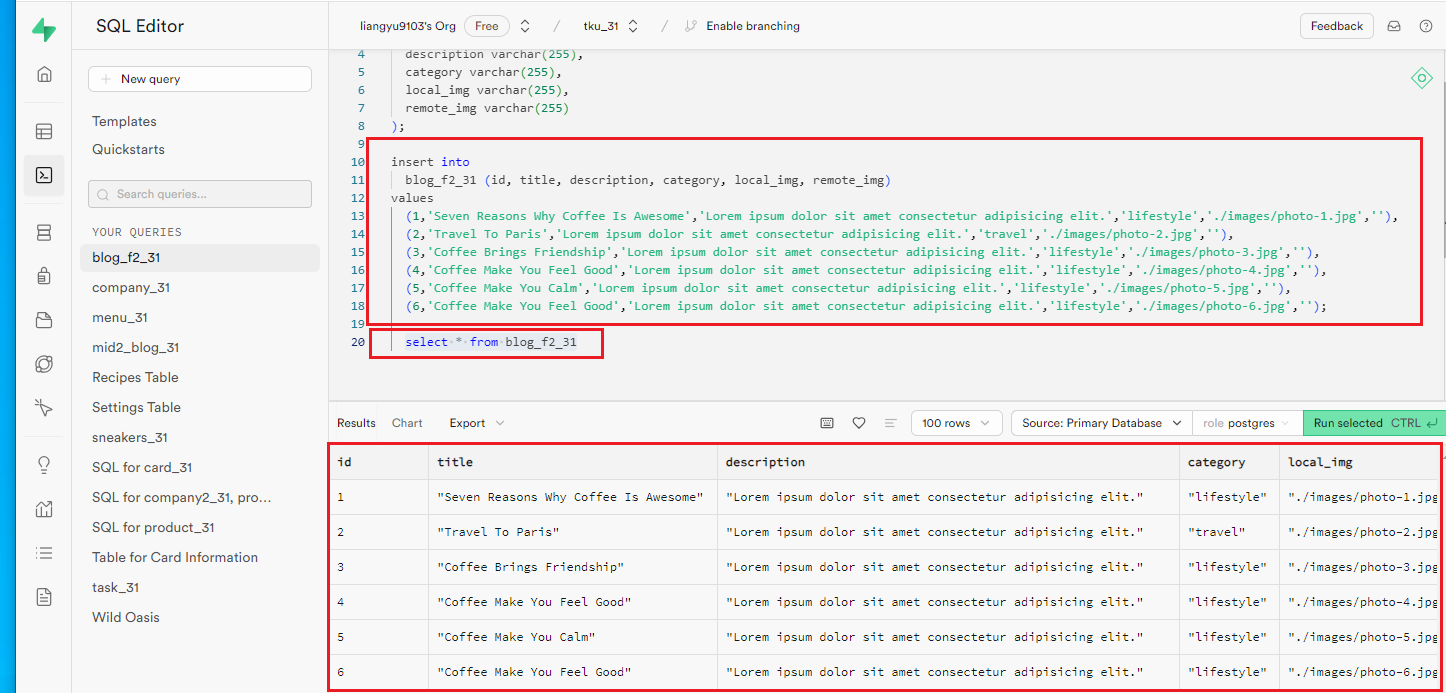 SQL Editor
liangyu9103's Org Free / tku_31 / Enable branching
Feedback
New query
Templates
Quickstarts
Search queries...
YOUR QUERIES
blog_f2_31
company_31
menu_31
mid2_blog_31
Recipes Table
Settings Table
sneakers_31
SQL for card_31
SQL for company2_31, pro...
SQL for product_31
Table for Card Information
task_31
Wild Oasis
4 description varchar(255),
5 category varchar(255),
6 local_img varchar(255),
7 remote_img varchar(255)
8 );
9
10 insert into
11 blog_f2_31 (id, title, description, category, local_img, remote_img)
12 values
13 (1,'Seven Reasons Why Coffee Is Awesome','Lorem ipsum dolor sit amet consectetur adipisicing elit.','lifestyle','./images/photo-1.jpg',''),
14 (2,'Travel To Paris','Lorem ipsum dolor sit amet consectetur adipisicing elit.','travel','./images/photo-2.jpg',''),
15 (3,'Coffee Brings Friendship','Lorem ipsum dolor sit amet consectetur adipisicing elit.','lifestyle','./images/photo-3.jpg',''),
16 (4,'Coffee Make You Feel Good','Lorem ipsum dolor sit amet consectetur adipisicing elit.','lifestyle','./images/photo-4.jpg',''),
17 (5,'Coffee Make You Calm','Lorem ipsum dolor sit amet consectetur adipisicing elit.','lifestyle','./images/photo-5.jpg',''),
18 (6,'Coffee Make You Feel Good','Lorem ipsum dolor sit amet consectetur adipisicing elit.','lifestyle','./images/photo-6.jpg','');
19
20 select * from blog_f2_31
Results Chart Export 100 rows Source: Primary Database role postgres Run selected CTRL
id title description category local_img
1 "Seven Reasons Why Coffee Is Awesome" "Lorem ipsum dolor sit amet consectetur adipisicing elit." "lifestyle" "./images/photo-1.jpg
2 "Travel To Paris" "Lorem ipsum dolor sit amet consectetur adipisicing elit." "travel" "./images/photo-2.jpg
3 "Coffee Brings Friendship" "Lorem ipsum dolor sit amet consectetur adipisicing elit." "lifestyle" "./images/photo-3.jpg
4 "Coffee Make You Feel Good" "Lorem ipsum dolor sit amet consectetur adipisicing elit." "lifestyle" "./images/photo-4.jpg
5 "Coffee Make You Calm" "Lorem ipsum dolor sit amet consectetur adipisicing elit." "lifestyle" "./images/photo-5.jpg
6 "Coffee Make You Feel Good" "Lorem ipsum dolor sit amet consectetur adipisicing elit." "lifestyle" "./images/photo-6.jpg